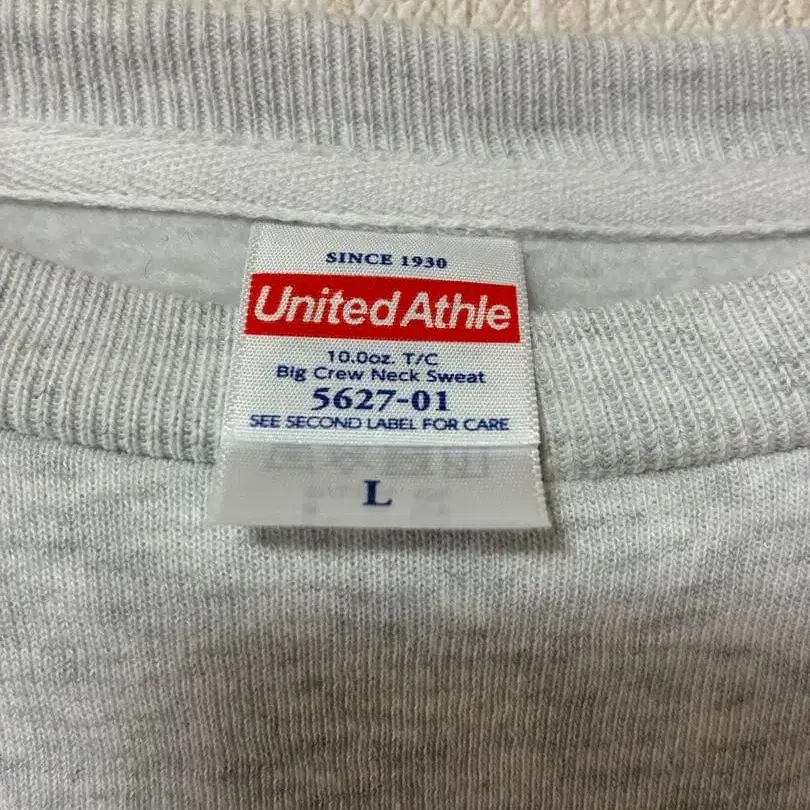 SINCE 1930
United Athle
10.0oz. T/C
Big Crew Neck Sweat
5627-01
SEE SECOND LABEL FOR CARE
L